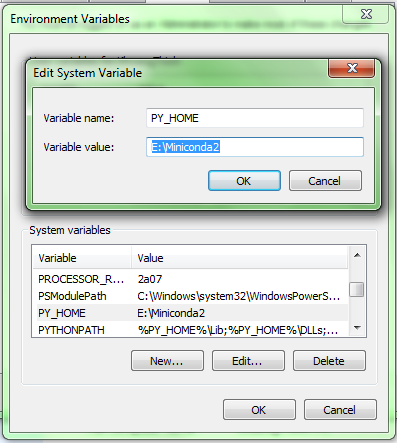 Environment Variables
Edit System Variable
Variable name:
PY_HOME
Variable value:
E:\Miniconda2
OK
Cancel
System variables
Variable Value
PROCESSOR_R... 2a07
PSModulePath C:\Windows\system32\WindowsPowerS...
PY_HOME E:\Miniconda2
PYTHONPATH %PY_HOME%\Lib;%PY_HOME%\DLLs;...
New... Edit... Delete
OK Cancel